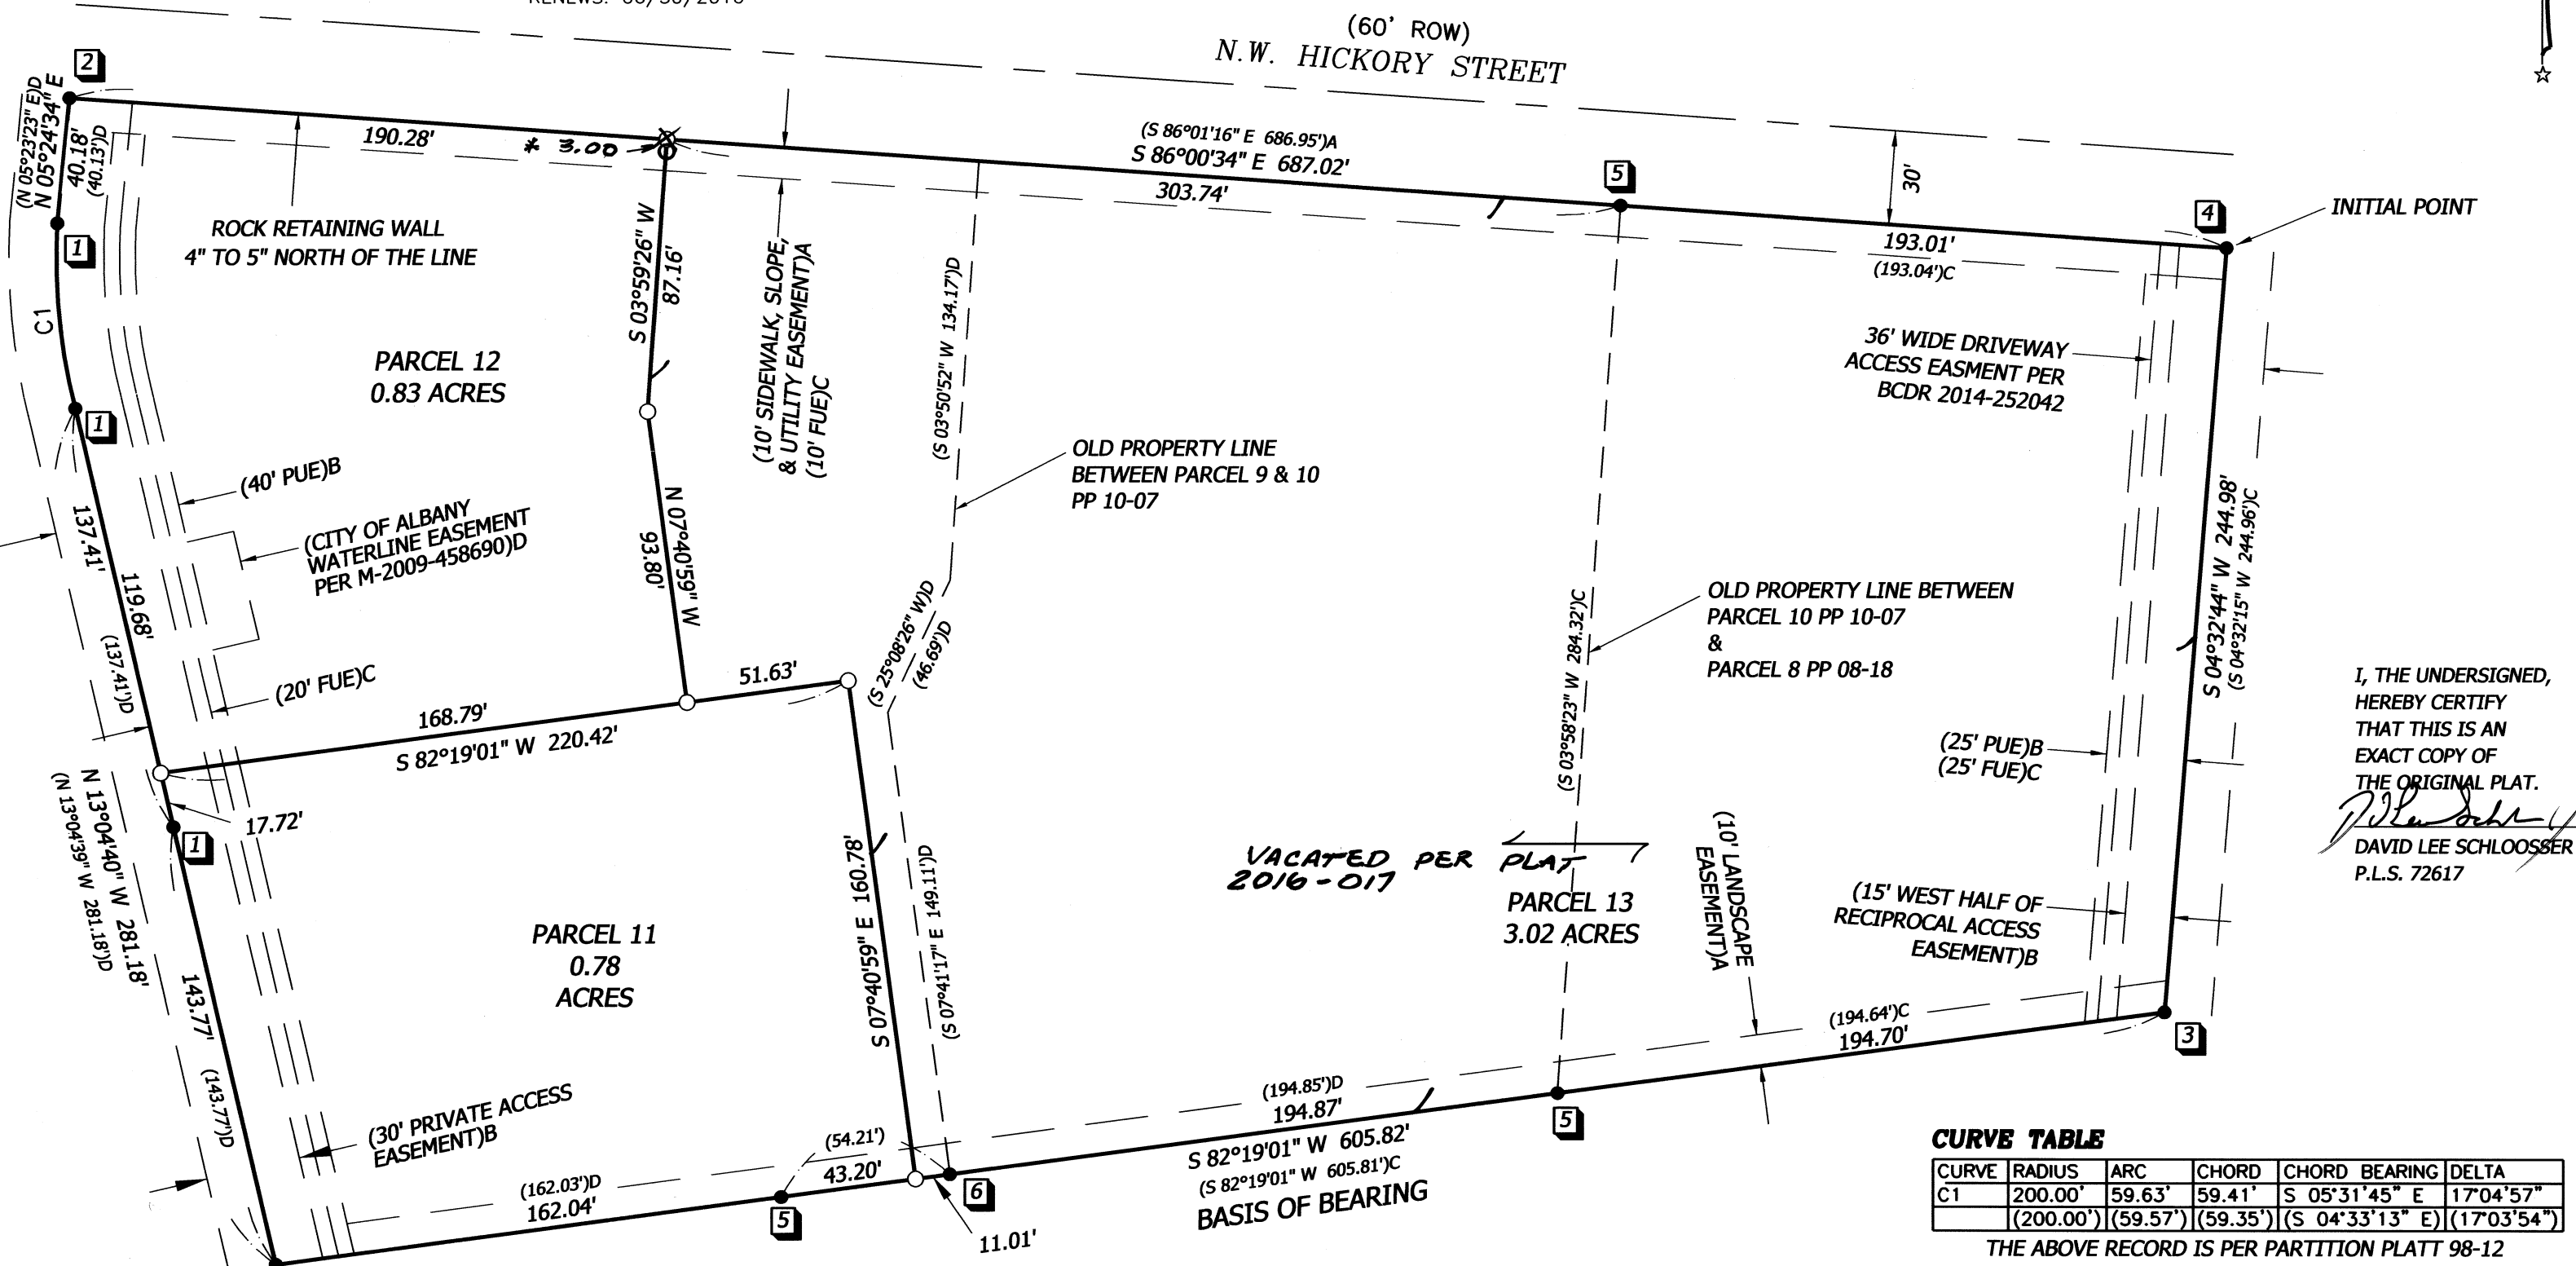 (60' ROW)
N.W. HICKORY STREET
2
(N 05°23'23" E)D
N 05°24'34" E
40.18'
(40.13')D
190.28'
* 3.00
(S 86°01'16" E 686.95')A
S 86°00'34" E 687.02'
303.74'
5
30'
4
INITIAL POINT
193.01'
(193.04')C
1
ROCK RETAINING WALL
4" TO 5" NORTH OF THE LINE
C1
S 03°59'26" W
87.16'
(10' SIDEWALK, SLOPE,
& UTILITY EASEMENT)A
(10' FUE)C
(S 03°50'52" W 134.17')D
PARCEL 12
0.83 ACRES
36' WIDE DRIVEWAY
ACCESS EASMENT PER
BCDR 2014-252042
1
(40' PUE)B
OLD PROPERTY LINE
BETWEEN PARCEL 9 & 10
PP 10-07
137.41'
119.68'
(137.41')D
(CITY OF ALBANY
WATERLINE EASEMENT
PER M-2009-458690)D
N 07°40'59" W
93.80'
S 04°32'44" W 244.98'
(S 04°32'15" W 244.96')C
(S 25°08'26" W)D
(46.69')D
OLD PROPERTY LINE BETWEEN
PARCEL 10 PP 10-07
&
PARCEL 8 PP 08-18
(S 03°58'23" W 284.32')C
(20' FUE)C
51.63'
168.79'
S 82°19'01" W 220.42'
I, THE UNDERSIGNED,
HEREBY CERTIFY
THAT THIS IS AN
EXACT COPY OF
THE ORIGINAL PLAT.
DAVID LEE SCHLOOSSER
P.L.S. 72617
(25' PUE)B
(25' FUE)C
17.72'
1
N 13°04'40" W 281.18'
(N 13°04'39" W 281.18')D
S 07°40'59" E 160.78'
(S 07°41'17" E 149.11')D
VACATED PER PLAT
2016-017
(10' LANDSCAPE
EASEMENT)A
PARCEL 13
3.02 ACRES
(15' WEST HALF OF
RECIPROCAL ACCESS
EASEMENT)B
PARCEL 11
0.78
ACRES
143.77'
(143.77')D
(194.64')C
194.70'
3
(30' PRIVATE ACCESS
EASEMENT)B
(194.85')D
194.87'
5
(54.21')
43.20'
S 82°19'01" W 605.82'
(S 82°19'01" W 605.81')C
BASIS OF BEARING
6
(162.03')D
162.04'
5
11.01'
CURVE TABLE
CURVE RADIUS ARC CHORD CHORD BEARING DELTA
C1 200.00' 59.63' 59.41' S 05°31'45" E 17°04'57"
(200.00') (59.57') (59.35') (S 04°33'13" E) (17°03'54")
THE ABOVE RECORD IS PER PARTITION PLATT 98-12